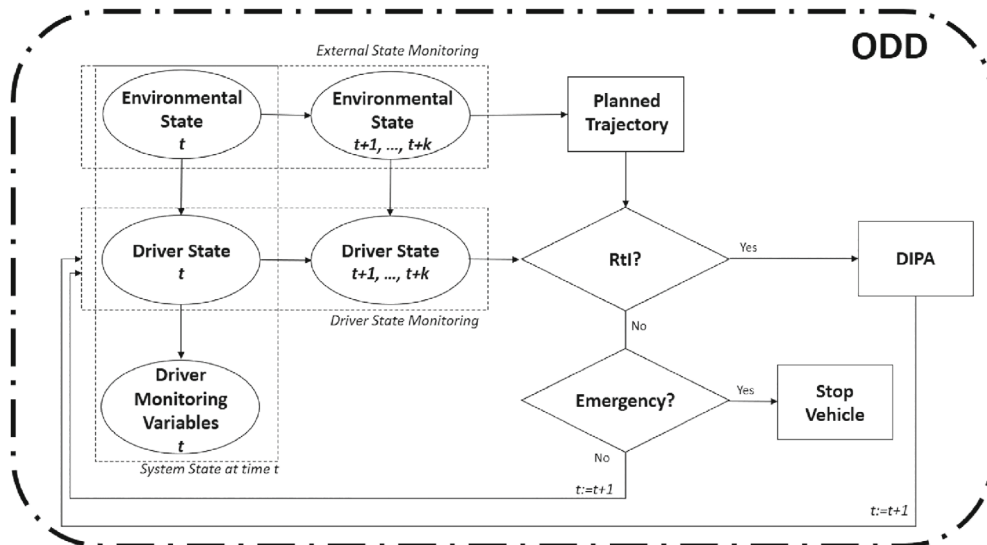 ODD
External State Monitoring
Environmental
State
t
Environmental
State
t+1, ..., t+k
Planned
Trajectory
Driver State
t
Driver State
t+1, ..., t+k
RtI?
Yes
DIPA
Driver State Monitoring
No
Driver
Monitoring
Variables
t
Emergency?
Yes
Stop
Vehicle
No
System State at time t
t:=t+1
t:=t+1